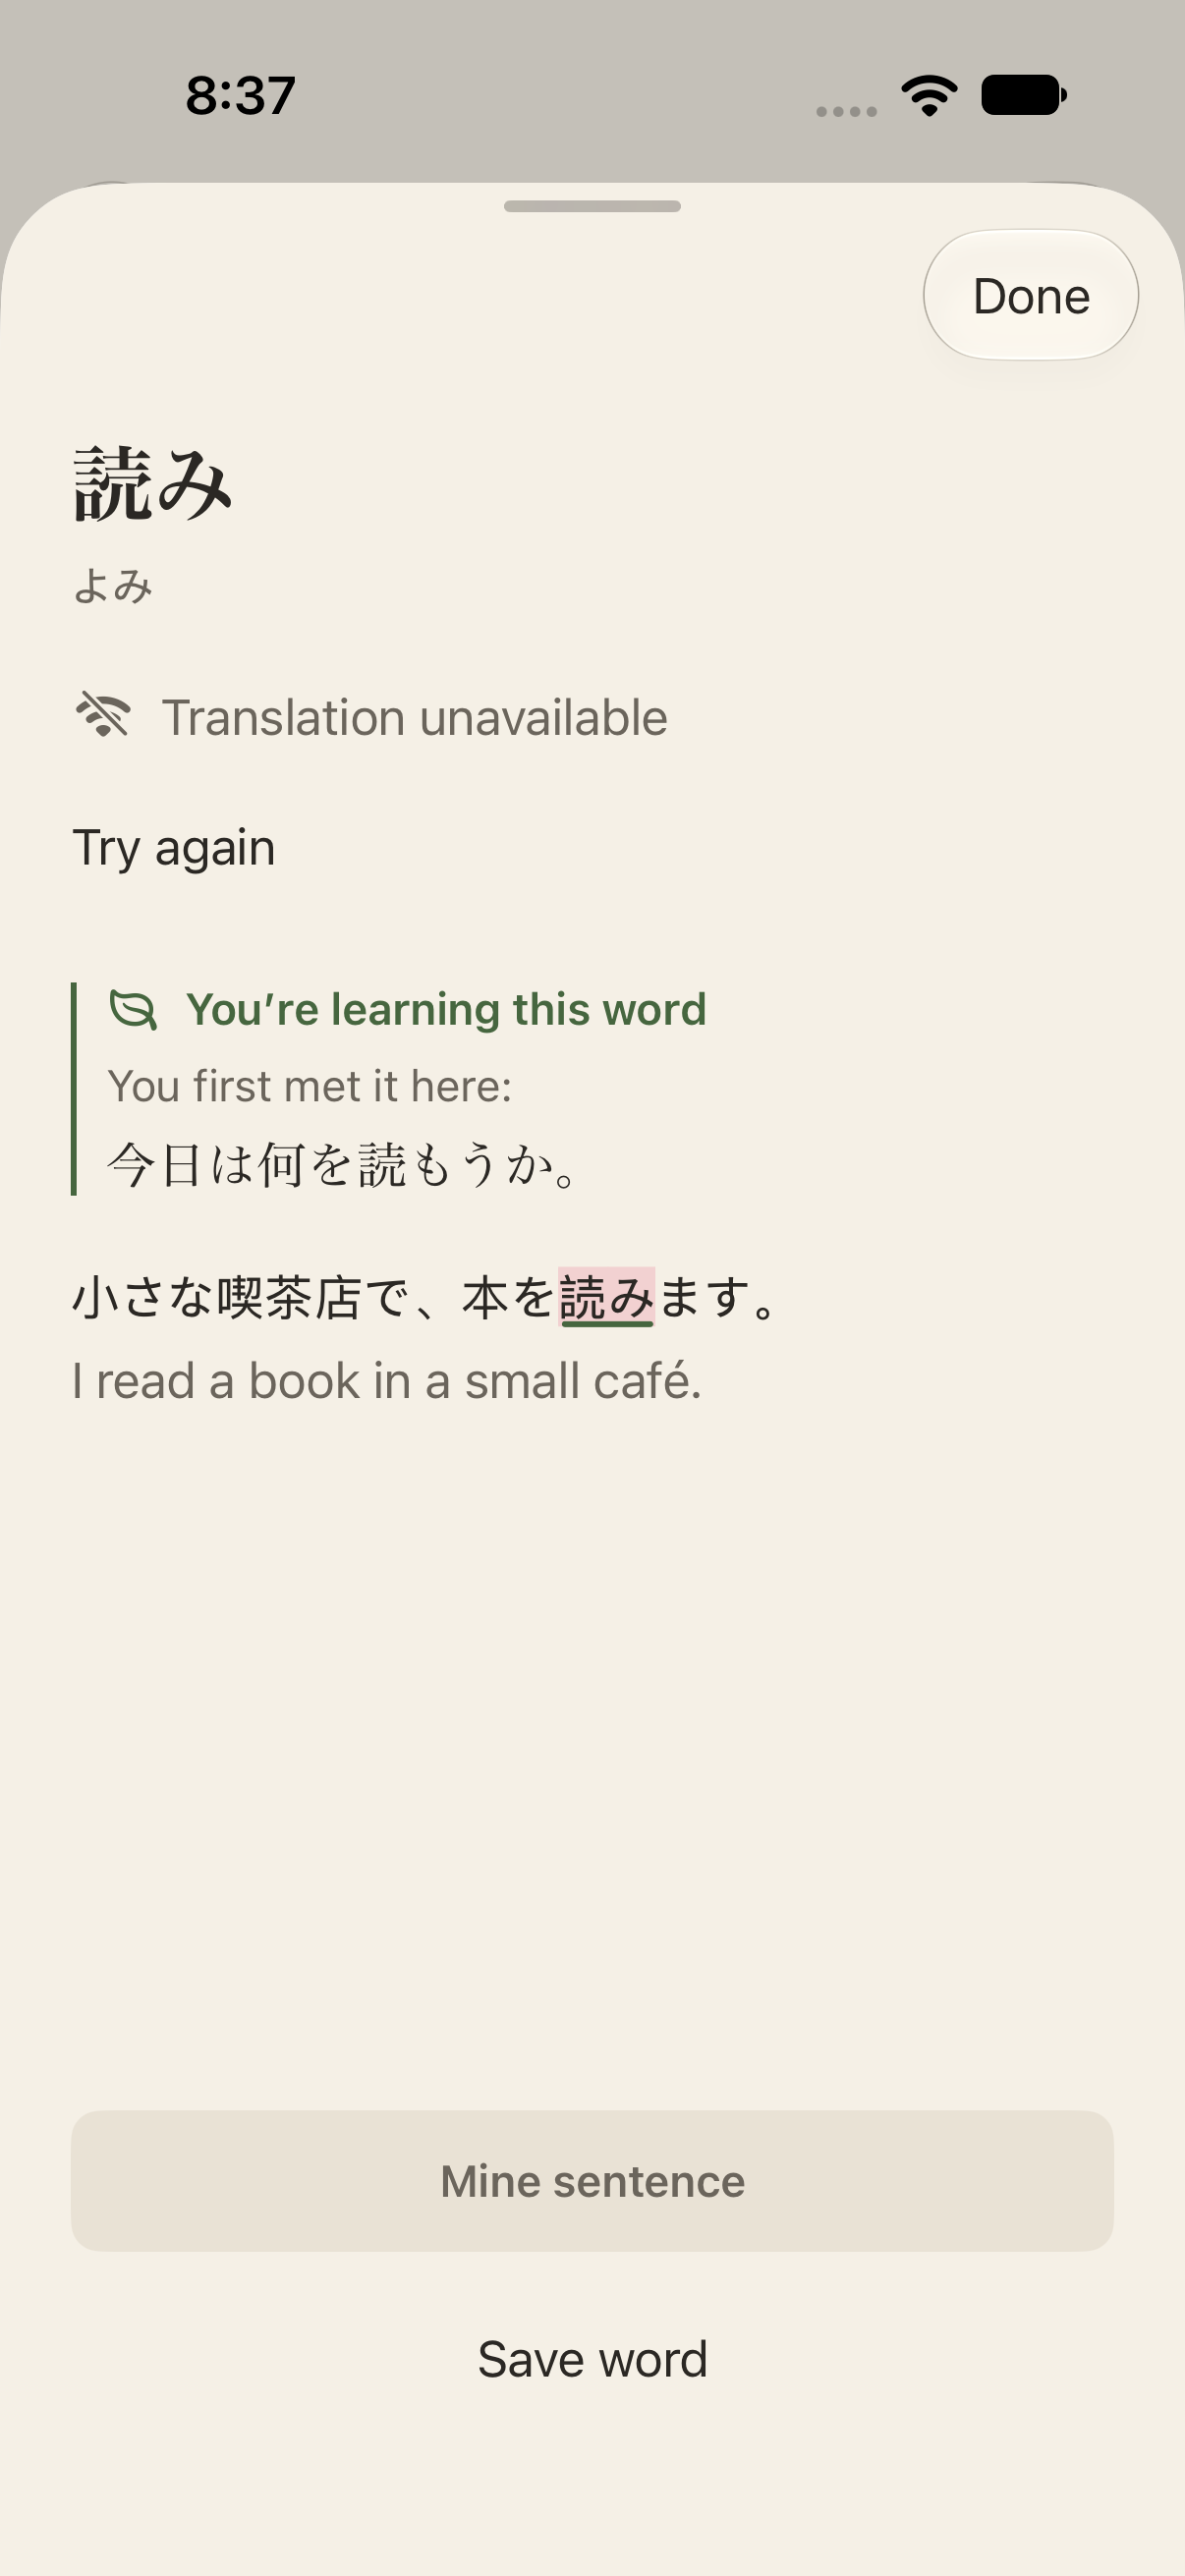 8:37
Done
読み
よみ
Translation unavailable
Try again
You’re learning this word
You first met it here:
今日は何を読もうか。
小さな喫茶店で、本を読みます。
I read a book in a small café.
Mine sentence
Save word